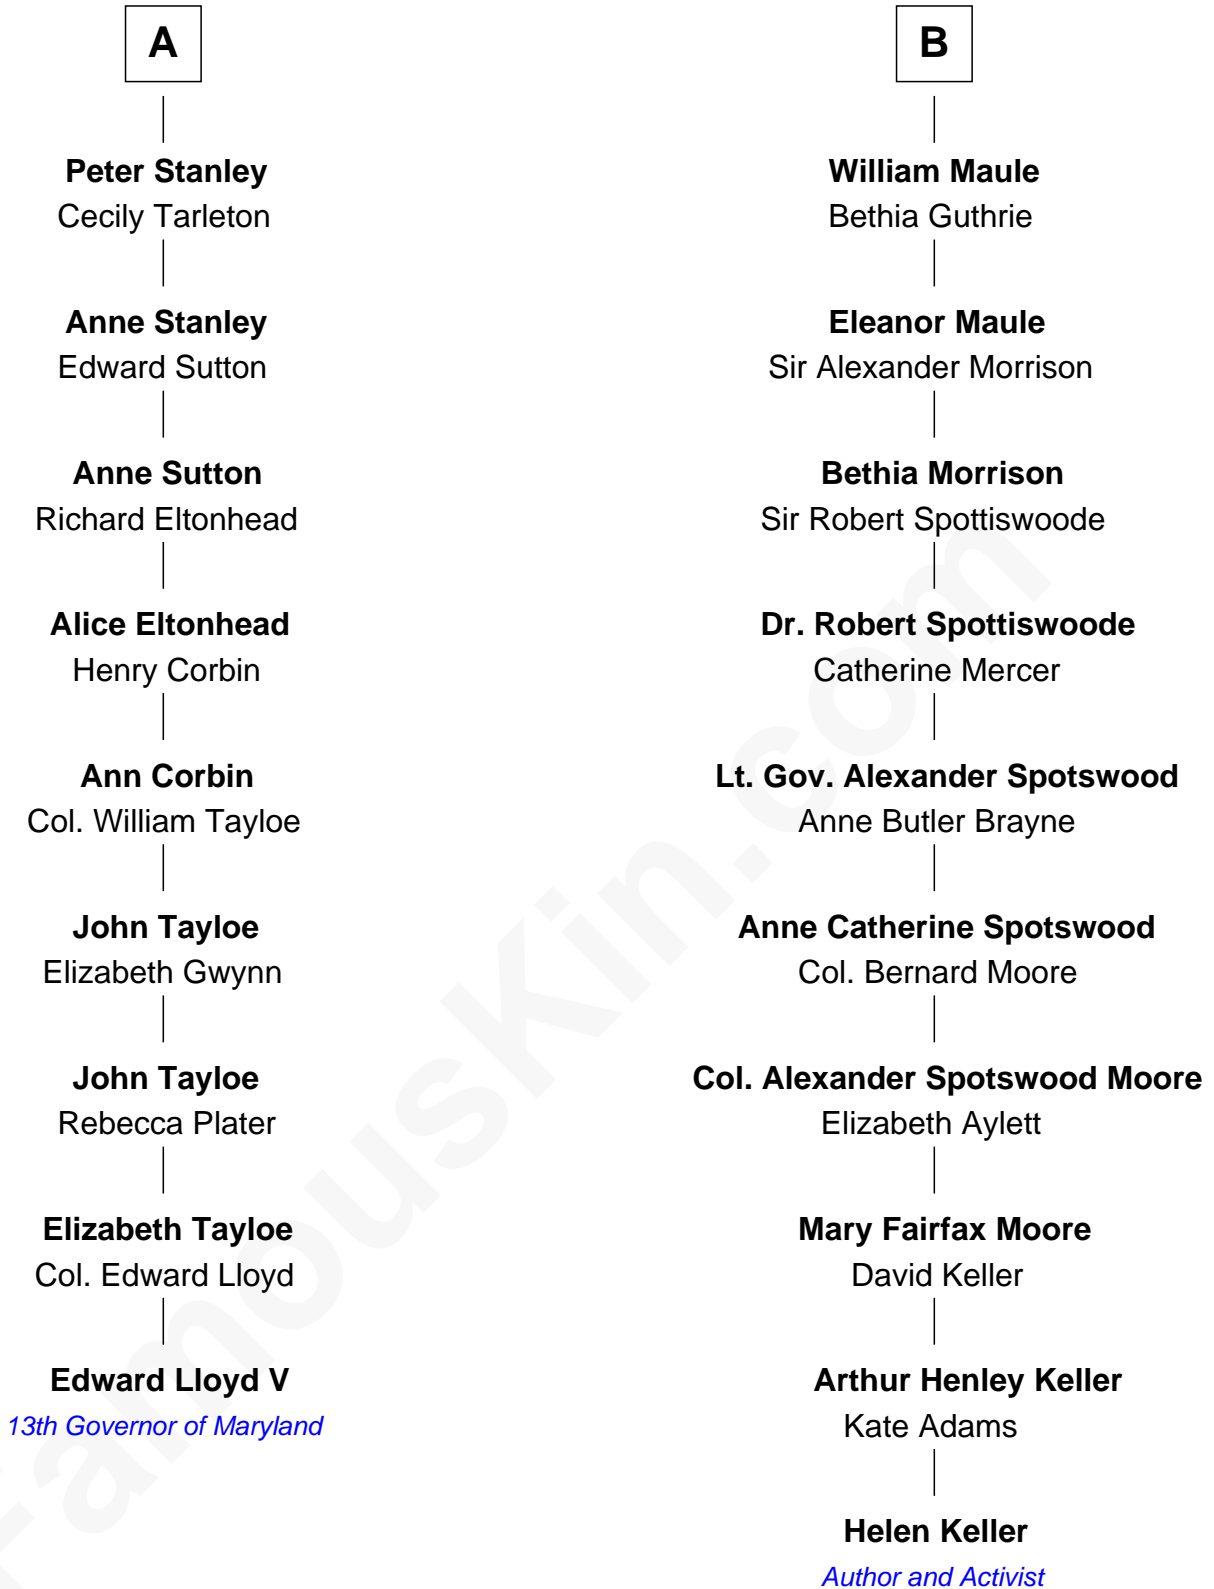 A
Peter Stanley
Cecily Tarleton
Anne Stanley
Edward Sutton
Anne Sutton
Richard Eltonhead
Alice Eltonhead
Henry Corbin
Ann Corbin
Col. William Tayloe
John Tayloe
Elizabeth Gwynn
John Tayloe
Rebecca Plater
Elizabeth Tayloe
Col. Edward Lloyd
Edward Lloyd V
13th Governor of Maryland
B
William Maule
Bethia Guthrie
Eleanor Maule
Sir Alexander Morrison
Bethia Morrison
Sir Robert Spottiswoode
Dr. Robert Spottiswoode
Catherine Mercer
Lt. Gov. Alexander Spotswood
Anne Butler Brayne
Anne Catherine Spotswood
Col. Bernard Moore
Col. Alexander Spotswood Moore
Elizabeth Aylett
Mary Fairfax Moore
David Keller
Arthur Henley Keller
Kate Adams
Helen Keller
Author and Activist
FamousKin.com